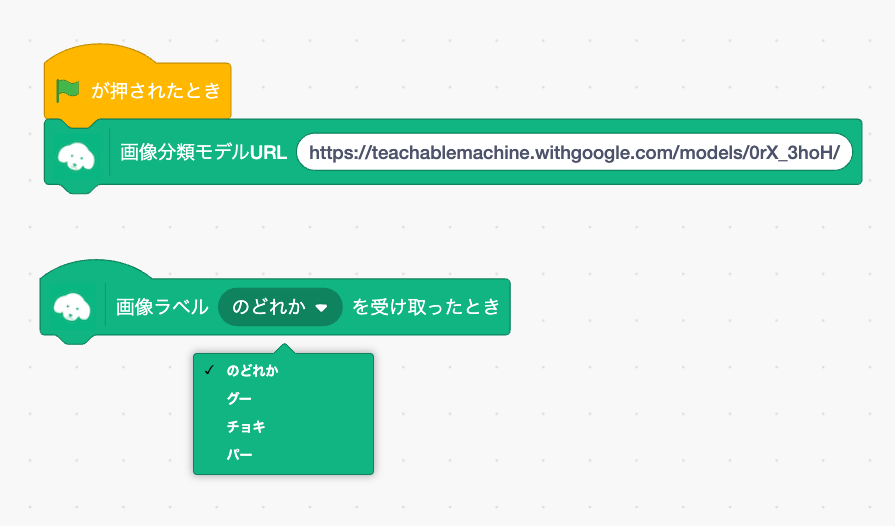 が押されたとき
画像分類モデルURL https://teachablemachine.withgoogle.com/models/0rX_3hoH/
画像ラベル のどれか を受け取ったとき
✓ のどれか
グー
チョキ
パー